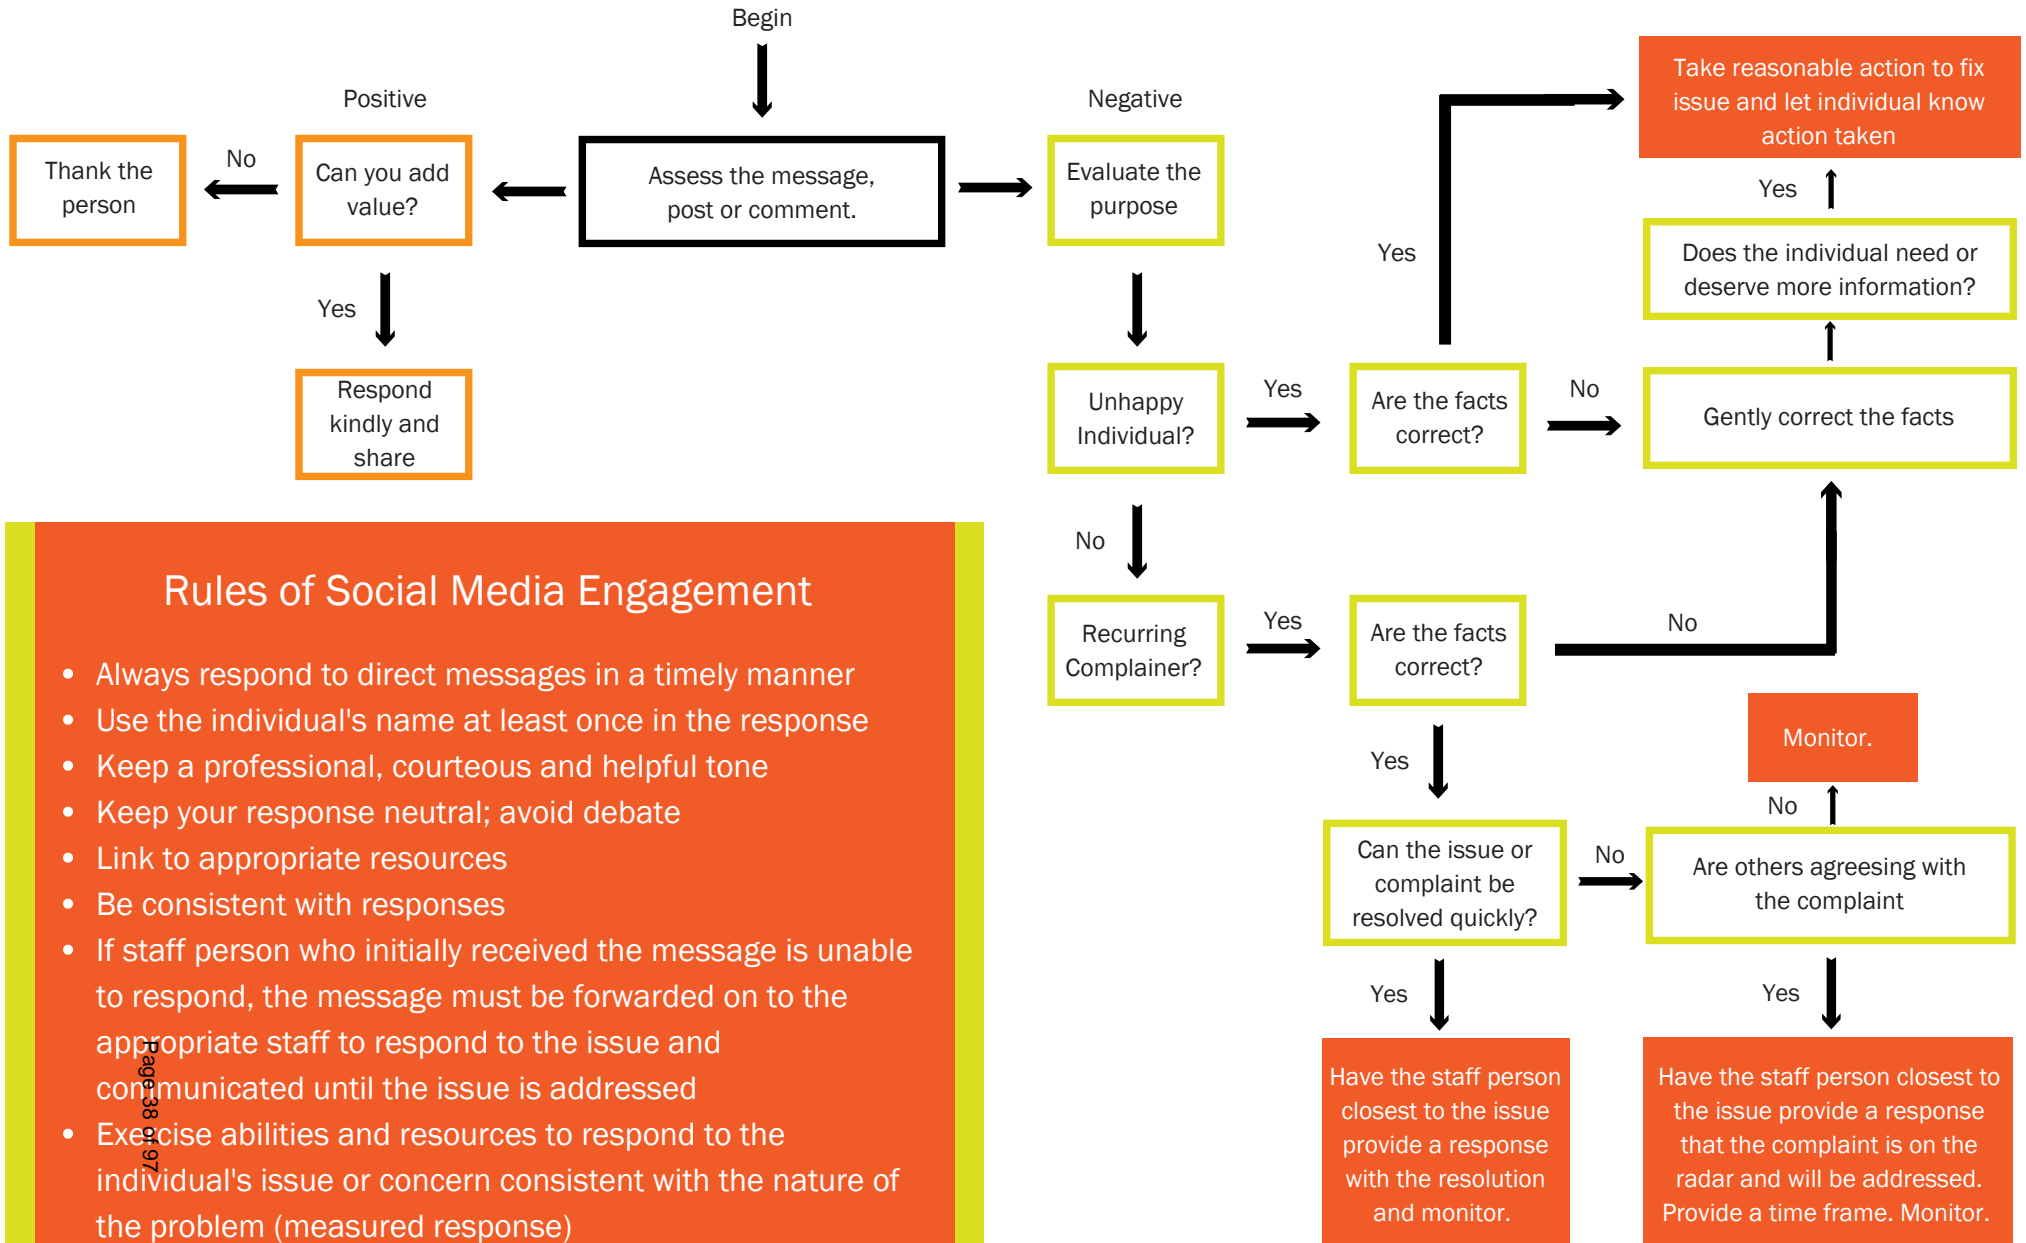 Begin
Positive
Negative
Thank the
person
No
Can you add
value?
Assess the message,
post or comment.
Evaluate the
purpose
Yes
Respond
kindly and
share
Take reasonable action to fix
issue and let individual know
action taken
Yes
Does the individual need or
deserve more information?
Yes
Unhappy
Individual?
Yes
Are the facts
correct?
No
Gently correct the facts
No
Recurring
Complainer?
Yes
Are the facts
correct?
No
Yes
Monitor.
No
Can the issue or
complaint be
resolved quickly?
No
Are others agreesing with
the complaint
Yes
Yes
Have the staff person
closest to the issue
provide a response
with the resolution
and monitor.
Have the staff person closest to
the issue provide a response
that the complaint is on the
radar and will be addressed.
Provide a time frame. Monitor.
Rules of Social Media Engagement
• Always respond to direct messages in a timely manner
• Use the individual's name at least once in the response
• Keep a professional, courteous and helpful tone
• Keep your response neutral; avoid debate
• Link to appropriate resources
• Be consistent with responses
• If staff person who initially received the message is unable
to respond, the message must be forwarded on to the
appropriate staff to respond to the issue and
communicated until the issue is addressed
• Exercise abilities and resources to respond to the
individual's issue or concern consistent with the nature of
the problem (measured response)
Page 38 of 97